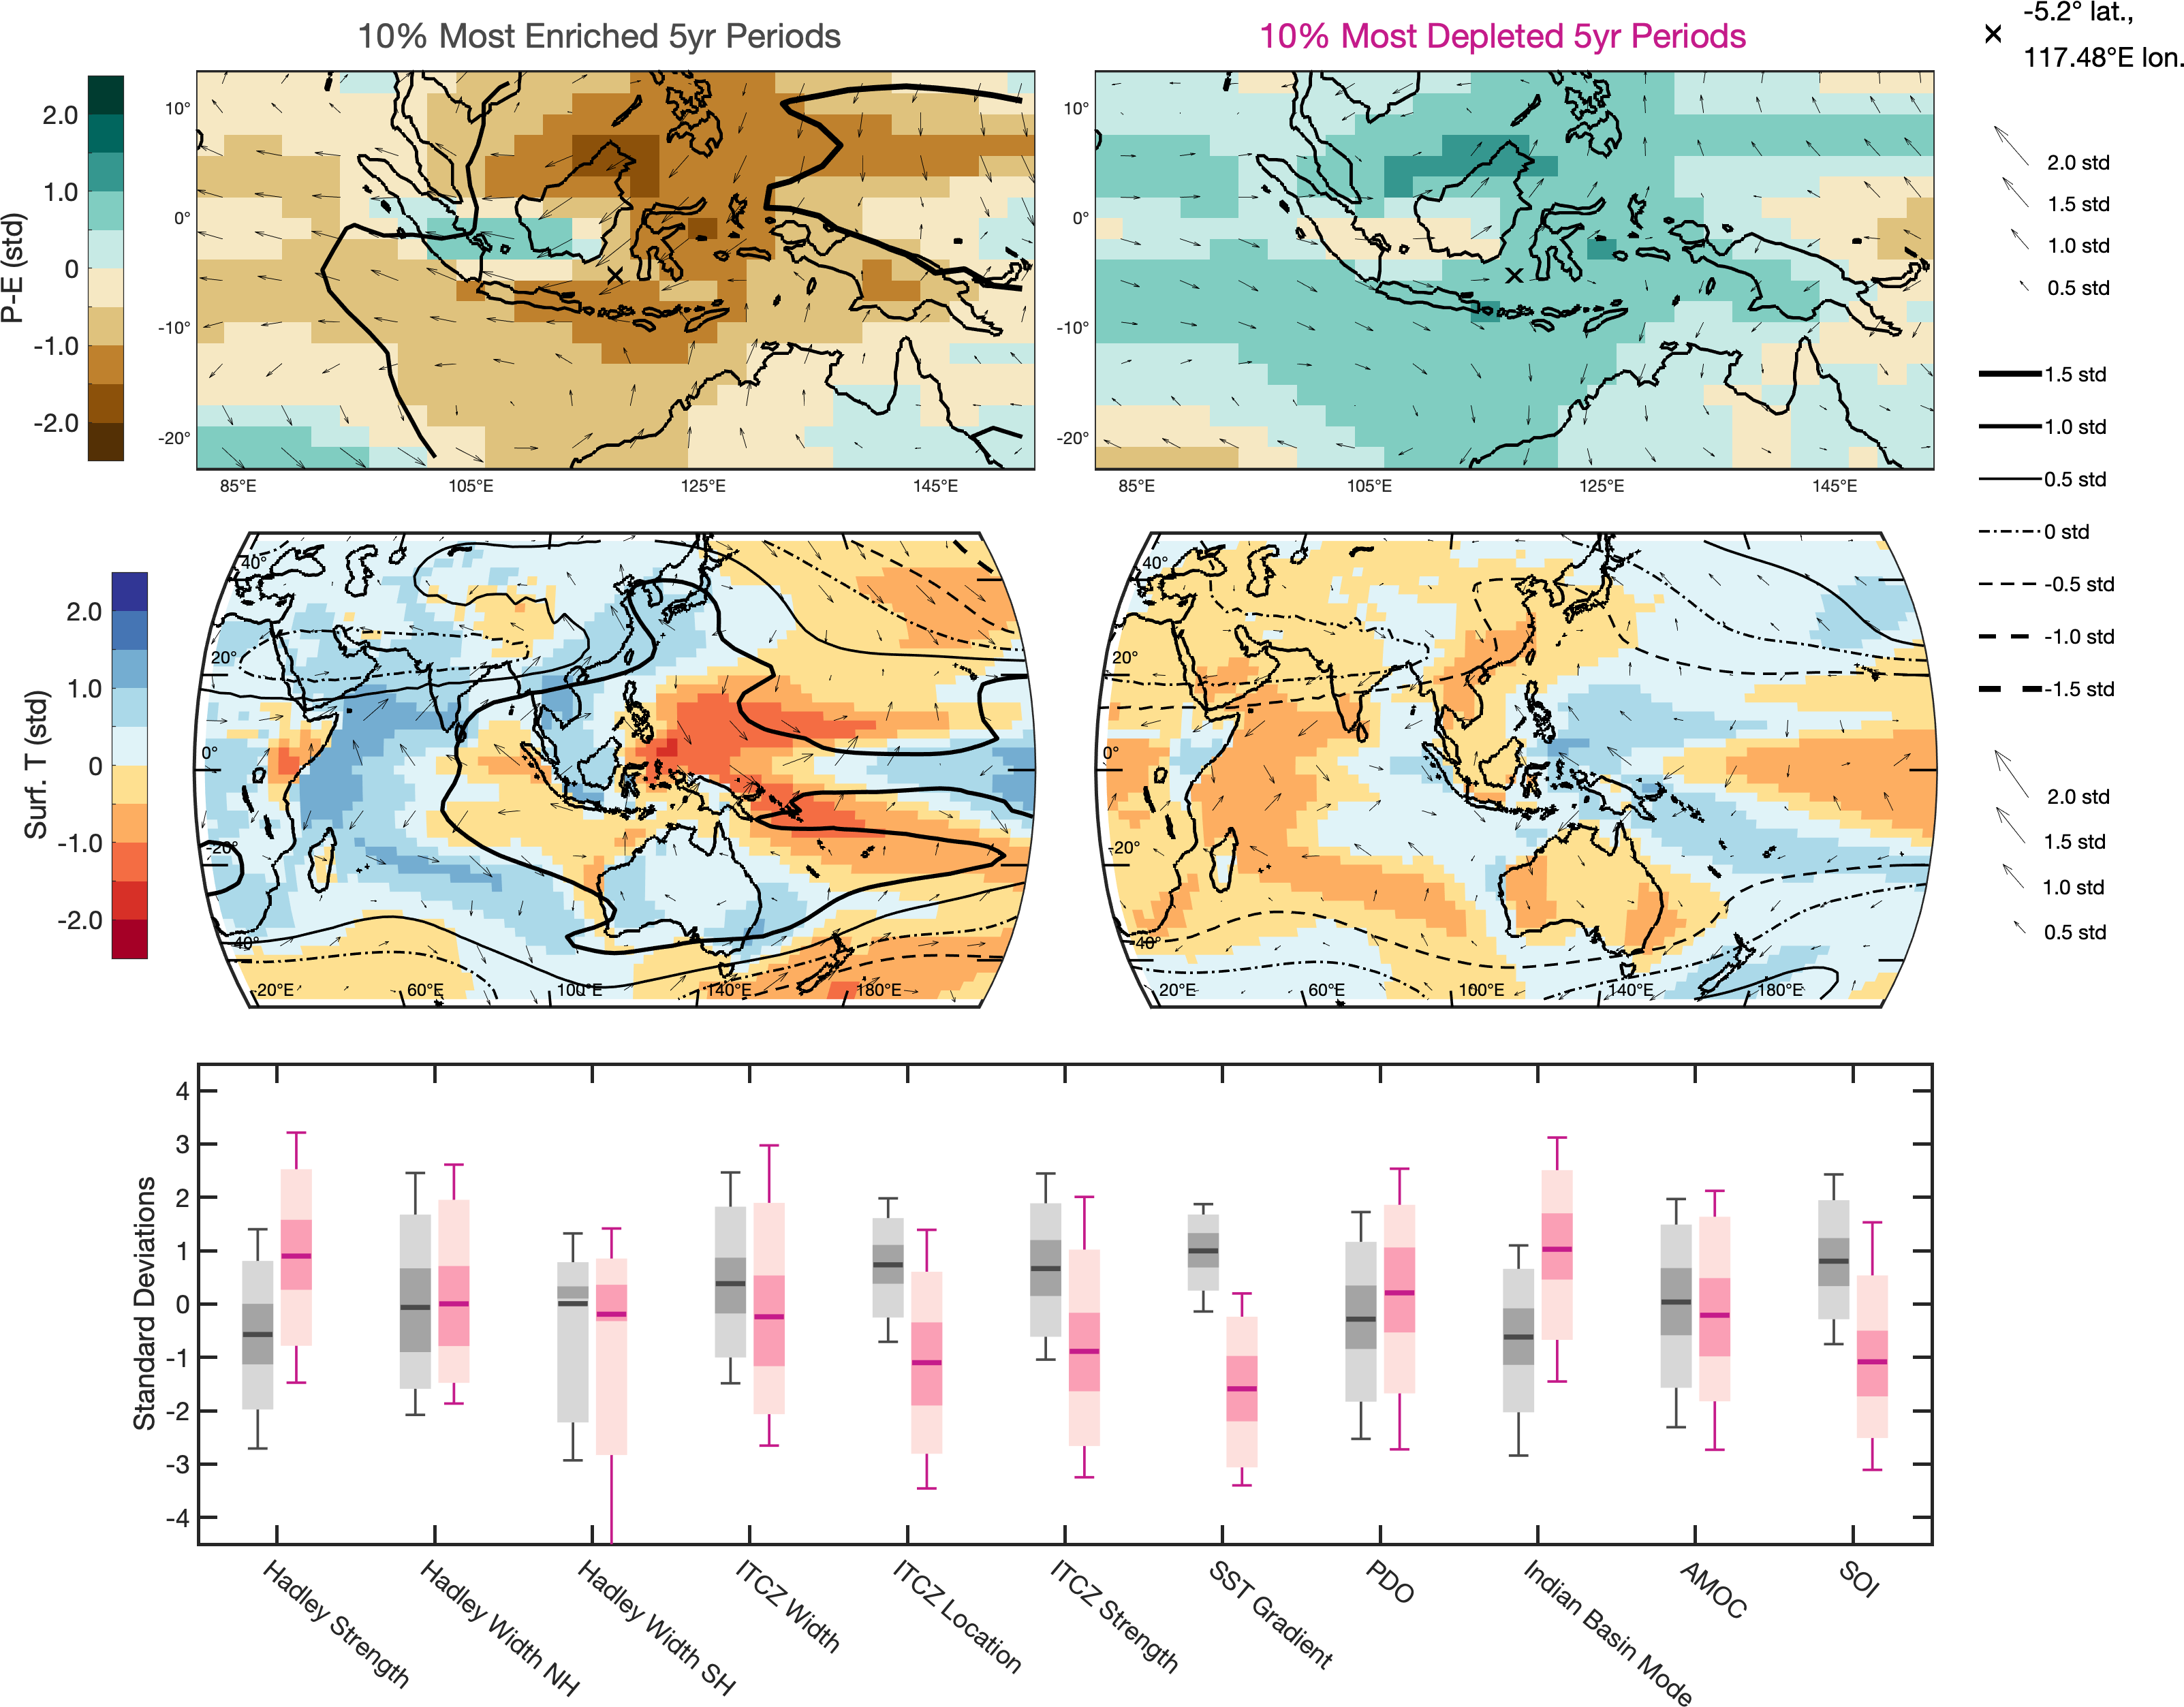 10% Most Enriched 5yr Periods
10% Most Depleted 5yr Periods
-5.2° lat.,
117.48°E lon.
P-E (std)
2.0
1.0
0
-1.0
-2.0
10°
0°
-10°
-20°
85°E
105°E
125°E
145°E
10°
0°
-10°
-20°
85°E
105°E
125°E
145°E
2.0 std
1.5 std
1.0 std
0.5 std
1.5 std
1.0 std
0.5 std
0 std
-0.5 std
-1.0 std
-1.5 std
Surf. T (std)
2.0
1.0
0
-1.0
-2.0
40°
20°
0°
-20°
-40°
20°E
60°E
100°E
140°E
180°E
40°
20°
0°
-20°
-40°
20°E
60°E
100°E
140°E
180°E
2.0 std
1.5 std
1.0 std
0.5 std
Standard Deviations
4
3
2
1
0
-1
-2
-3
-4
Hadley Strength
Hadley Width NH
Hadley Width SH
ITCZ Width
ITCZ Location
ITCZ Strength
SST Gradient
PDO
Indian Basin Mode
AMOC
SOI